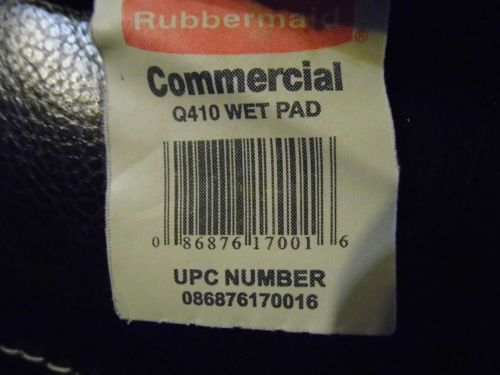 Rubbermaid®
Commercial
Q410 WET PAD
0 86876 17001 6
UPC NUMBER
086876170016